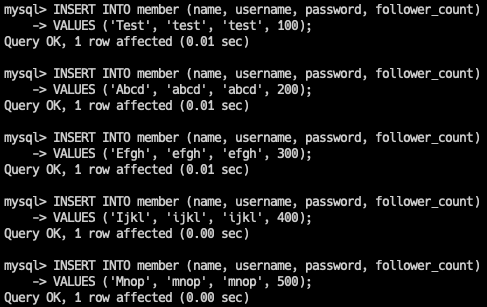 mysql> INSERT INTO member (name, username, password, follower_count)
    -> VALUES ('Test', 'test', 'test', 100);
Query OK, 1 row affected (0.01 sec)

mysql> INSERT INTO member (name, username, password, follower_count)
    -> VALUES ('Abcd', 'abcd', 'abcd', 200);
Query OK, 1 row affected (0.01 sec)

mysql> INSERT INTO member (name, username, password, follower_count)
    -> VALUES ('Efgh', 'efgh', 'efgh', 300);
Query OK, 1 row affected (0.01 sec)

mysql> INSERT INTO member (name, username, password, follower_count)
    -> VALUES ('Ijkl', 'ijkl', 'ijkl', 400);
Query OK, 1 row affected (0.00 sec)

mysql> INSERT INTO member (name, username, password, follower_count)
    -> VALUES ('Mnop', 'mnop', 'mnop', 500);
Query OK, 1 row affected (0.00 sec)